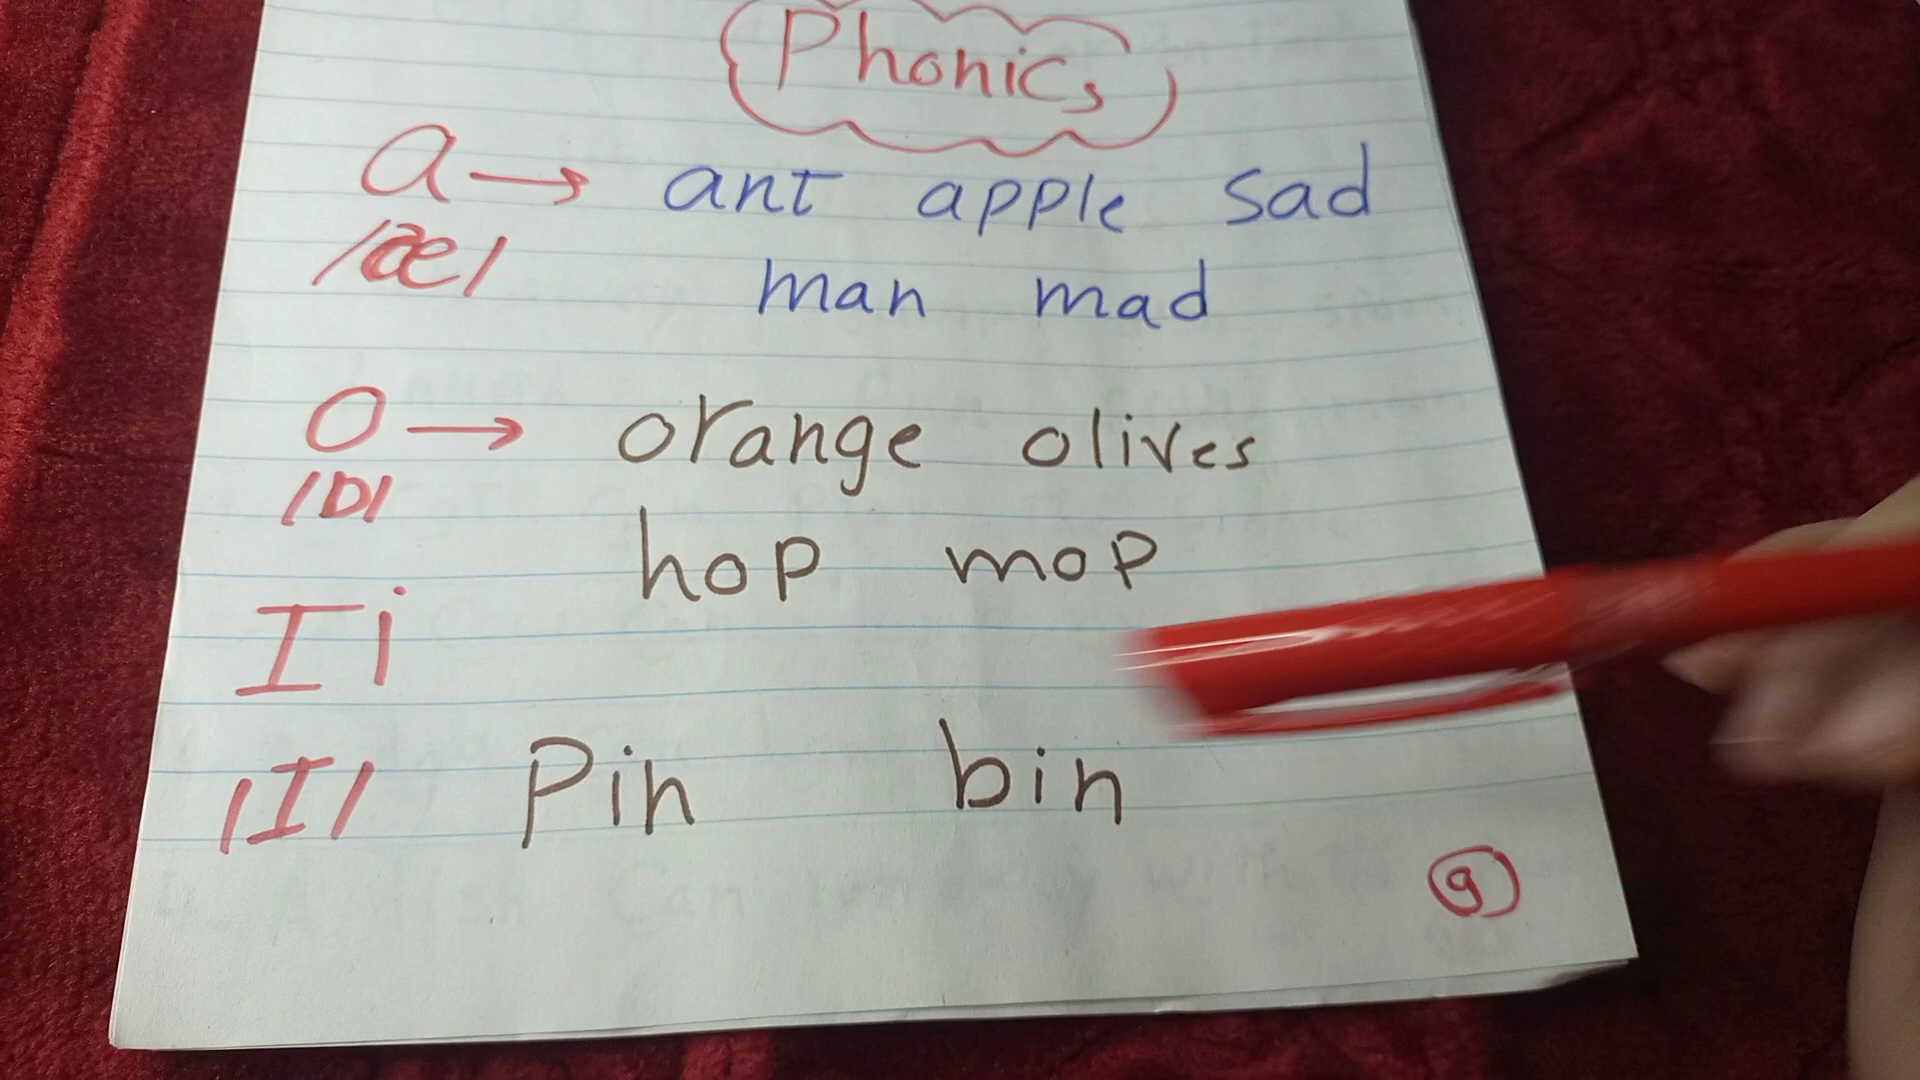 Phonics
a → ant apple sad
/æ/ man mad
O → orange olives
/ɒ/ hop mop
I i
/I/ Pin bin
9